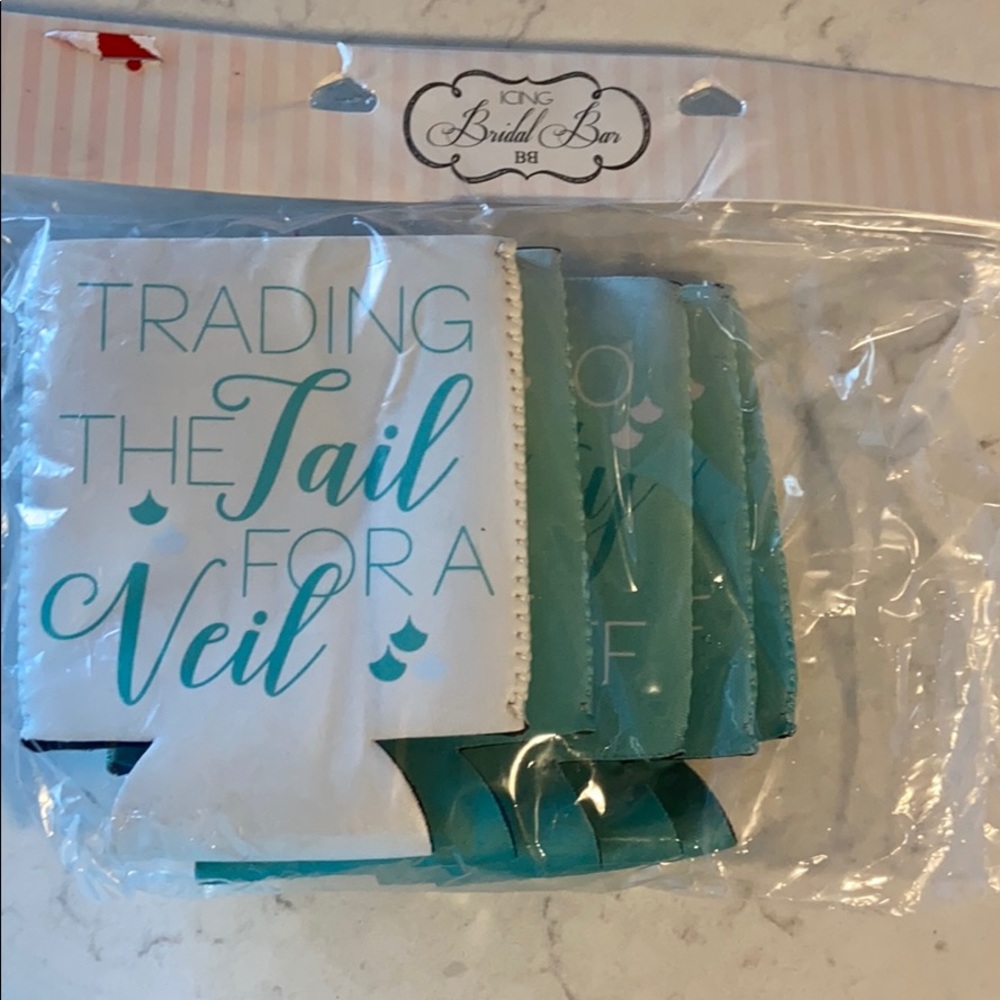 ICING
Bridal Bar
BB
TRADING
THE Tail
FOR A
Veil